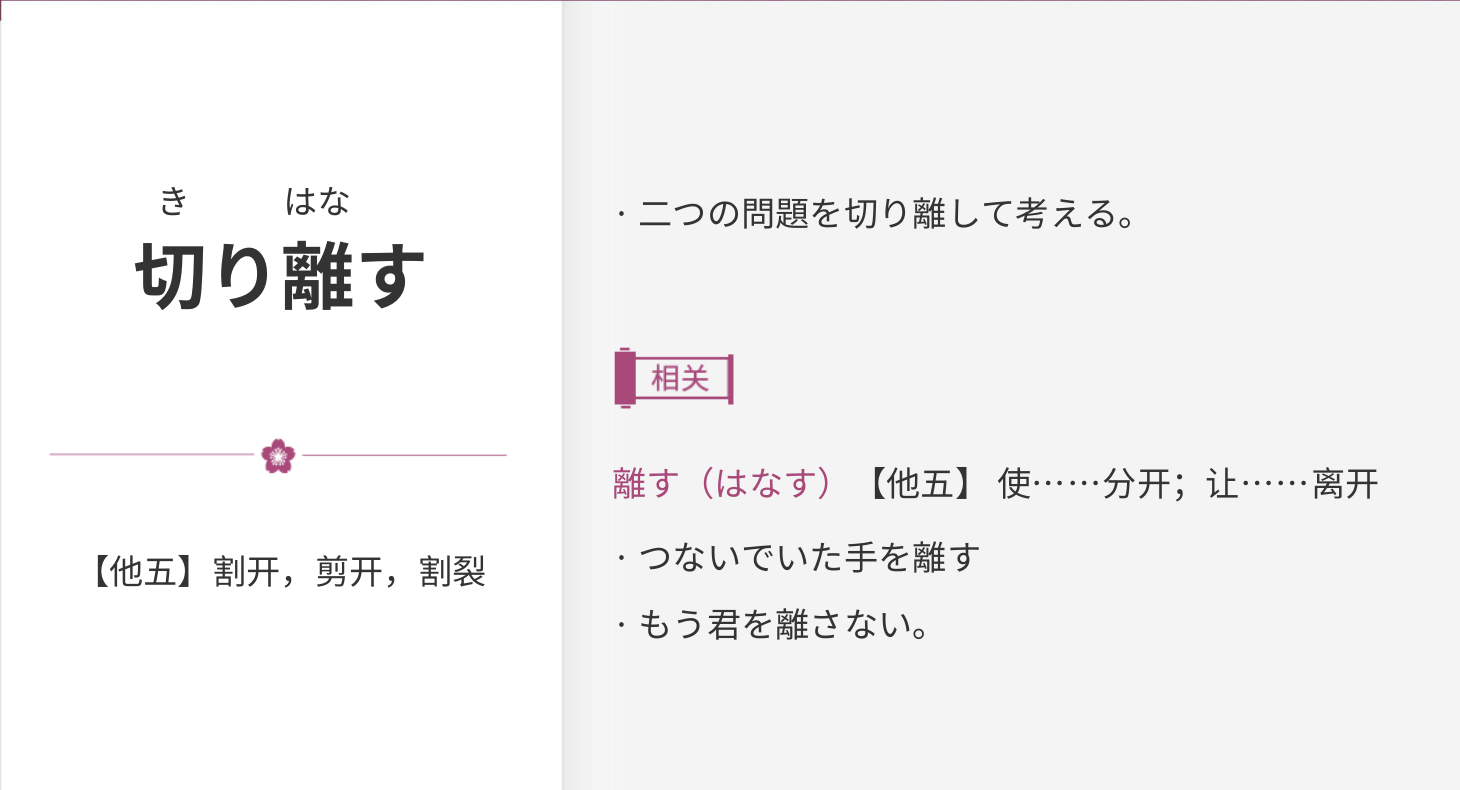 き はな
切り離す
【他五】割开，剪开，割裂
· 二つの問題を切り離して考える。
相关
離す（はなす）【他五】 使……分开；让……离开
· つないでいた手を離す
· もう君を離さない。